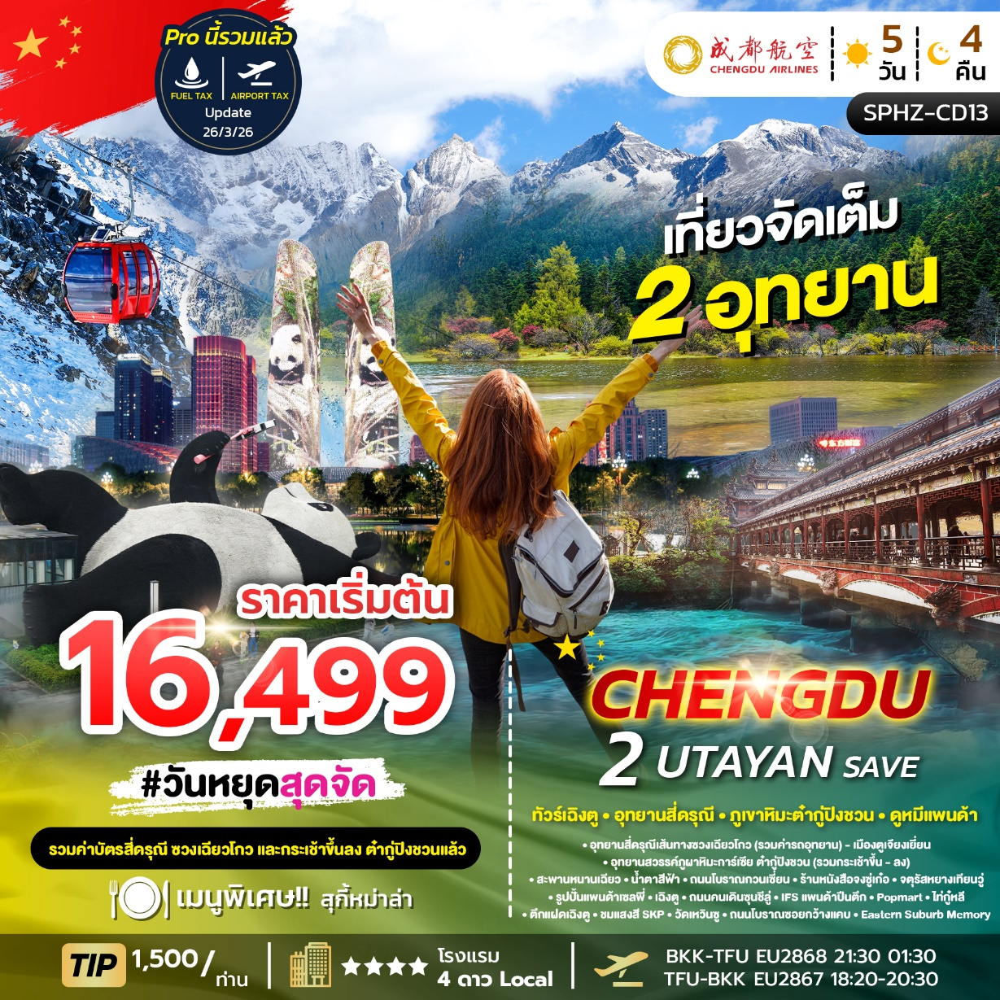 Pro นี้รวมแล้ว
FUEL TAX
AIRPORT TAX
Update
26/3/26
成都航空
CHENGDU AIRLINES
5 วัน
4 คืน
SPHZ-CD13
เที่ยวจัดเต็ม
2 อุทยาน
ราคาเริ่มต้น
16,499
#วันหยุดสุดจัด
รวมค่าบัตรสี่ดรุณี ซวงเฉียวโกว และกระเช้าขึ้นลง ต๋ากู่ปิงชวนแล้ว
เมนูพิเศษ!! สุกี้หม่าล่า
CHENGDU
2 UTAYAN SAVE
ทัวร์เฉิงตู • อุทยานสี่ดรุณี • ภูเขาหิมะต๋ากู่ปิงชวน • ดูหมีแพนด้า
• อุทยานสี่ดรุณีเส้นทางซวงเฉียวโกว (รวมค่ารถอุทยาน) - เมืองตูเจียงเยี่ยน
• อุทยานสวรรค์ภูผาหิมะการ์เซีย ต๋ากู่ปิงชวน (รวมกระเช้าขึ้น - ลง)
• สะพานหนานเฉียว • น้ำตาสีฟ้า • ถนนโบราณกวนเซี่ยน • ร้านหนังสือจงซู่เก๋อ • จตุรัสหยางเทียนวู่
• รูปปั้นแพนด้าเซลฟี่ • เฉิงตู • ถนนคนเดินชุนซีลู่ • IFS แพนด้าปีนตึก • Popmart • ไท่กู๋หลี
• ตึกแฝดเฉิงตู • ชมแสงสี SKP • วัดเหวินซู • ถนนโบราณซอยกว้างแคบ • Eastern Suburb Memory
TIP 1,500/ท่าน
โรงแรม
4 ดาว Local
BKK-TFU EU2868 21:30 01:30
TFU-BKK EU2867 18:20-20:30